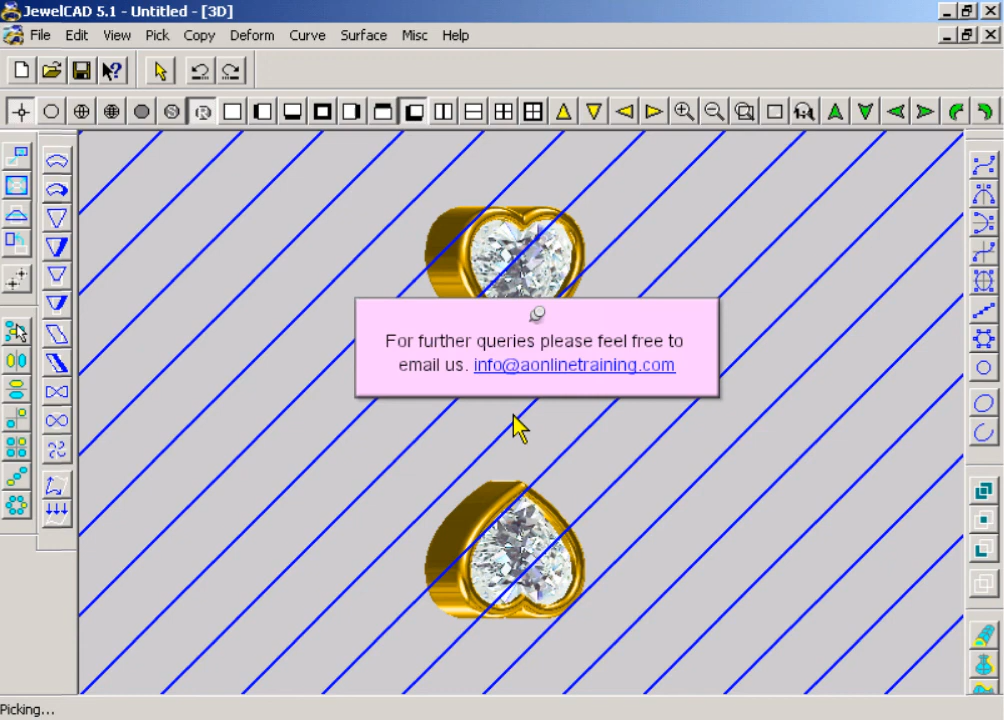 JewelCAD 5.1 - Untitled - [3D]
File Edit View Pick Copy Deform Curve Surface Misc Help
For further queries please feel free to
email us. info@aonlinetraining.com
Picking...